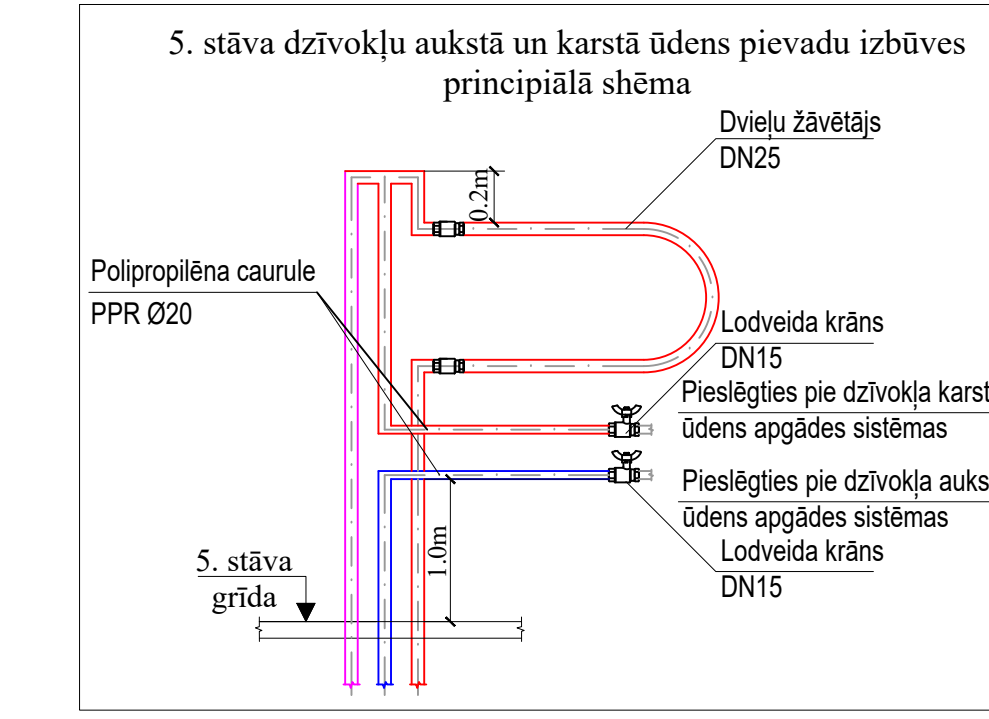 5. stāva dzīvokļu aukstā un karstā ūdens pievadu izbūves
principiālā shēma
Dvieļu žāvētājs
DN25
0.2m
Polipropilēna caurule
PPR Ø20
Lodveida krāns
DN15
Pieslēgties pie dzīvokļa karst
ūdens apgādes sistēmas
Pieslēgties pie dzīvokļa auks
ūdens apgādes sistēmas
Lodveida krāns
DN15
1.0m
5. stāva
grīda